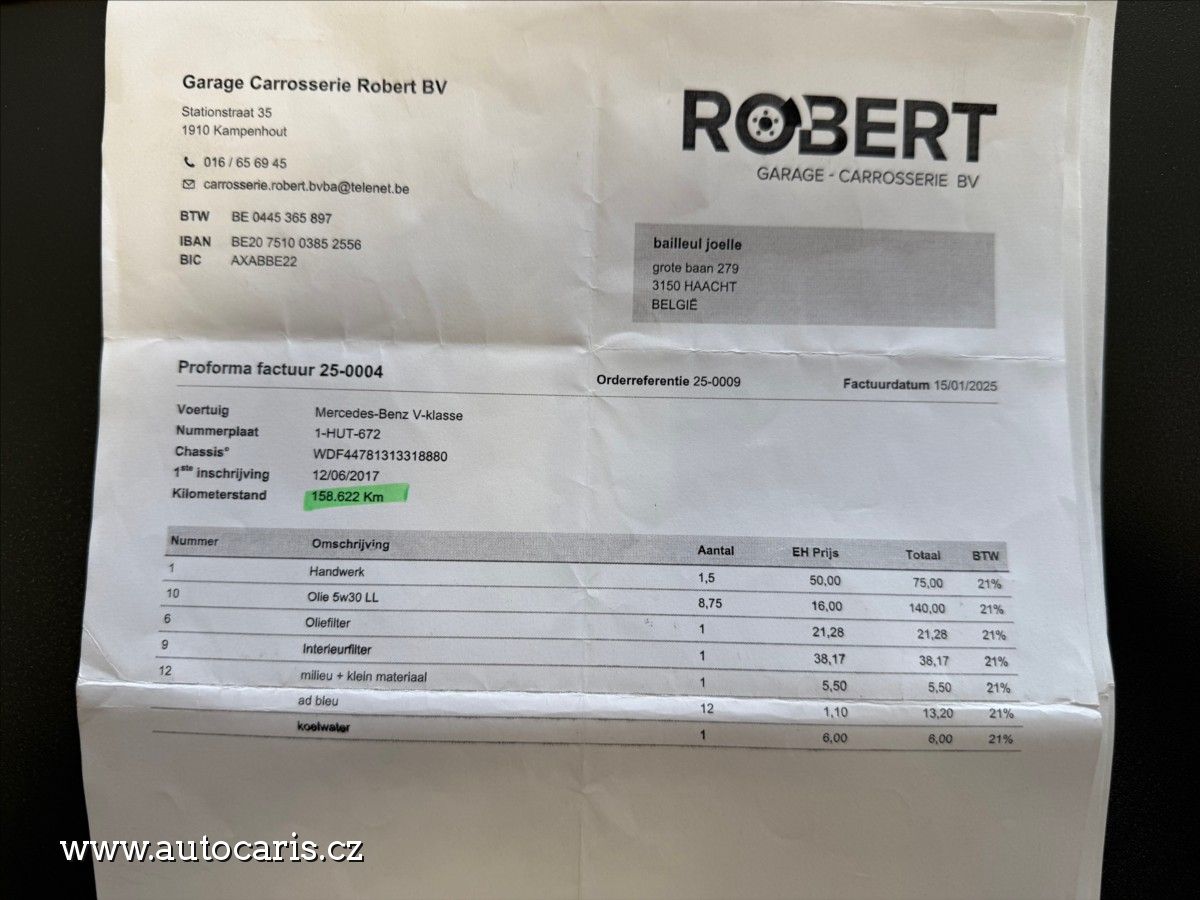 Garage Carrosserie Robert BV
Stationstraat 35
1910 Kampenhout
016 / 65 69 45
carrosserie.robert.bvba@telenet.be
BTW BE 0445 365 897
IBAN BE20 7510 0385 2556
BIC AXABBE22
ROBERT
GARAGE - CARROSSERIE BV
bailleul joelle
grote baan 279
3150 HAACHT
BELGIË
Proforma factuur 25-0004
Orderreferentie 25-0009
Factuurdatum 15/01/2025
Voertuig Mercedes-Benz V-klasse
Nummerplaat 1-HUT-672
Chassis° WDF44781313318880
1ste inschrijving 12/06/2017
Kilometerstand 158.622 Km
Nummer Omschrijving Aantal EH Prijs Totaal BTW
1 Handwerk 1,5 50,00 75,00 21%
10 Olie 5w30 LL 8,75 16,00 140,00 21%
6 Oliefilter 1 21,28 21,28 21%
9 Interieurfilter 1 38,17 38,17 21%
12 milieu + klein materiaal 1 5,50 5,50 21%
ad bleu 12 1,10 13,20 21%
koelwater 1 6,00 6,00 21%
www.autocaris.cz